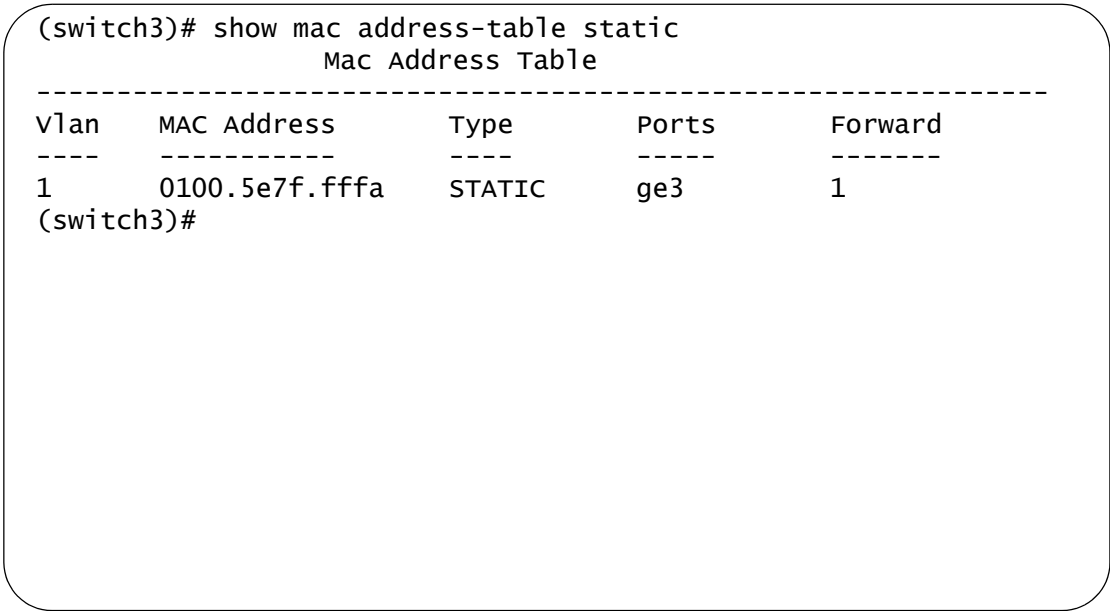 (switch3)# show mac address-table static
Mac Address Table
---------------------------------------------------------------
Vlan MAC Address Type Ports Forward
---- ----------- ---- ----- -------
1 0100.5e7f.fffa STATIC ge3 1
(switch3)#